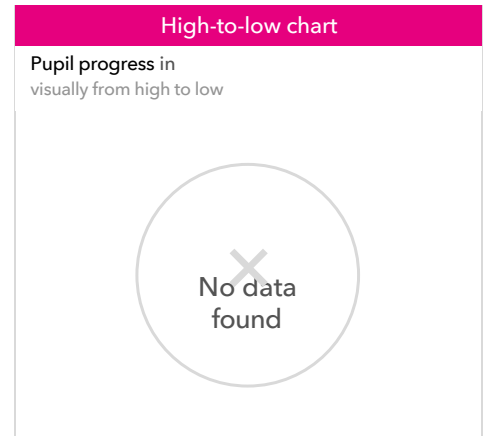 High-to-low chart
Pupil progress in
visually from high to low
No data
found